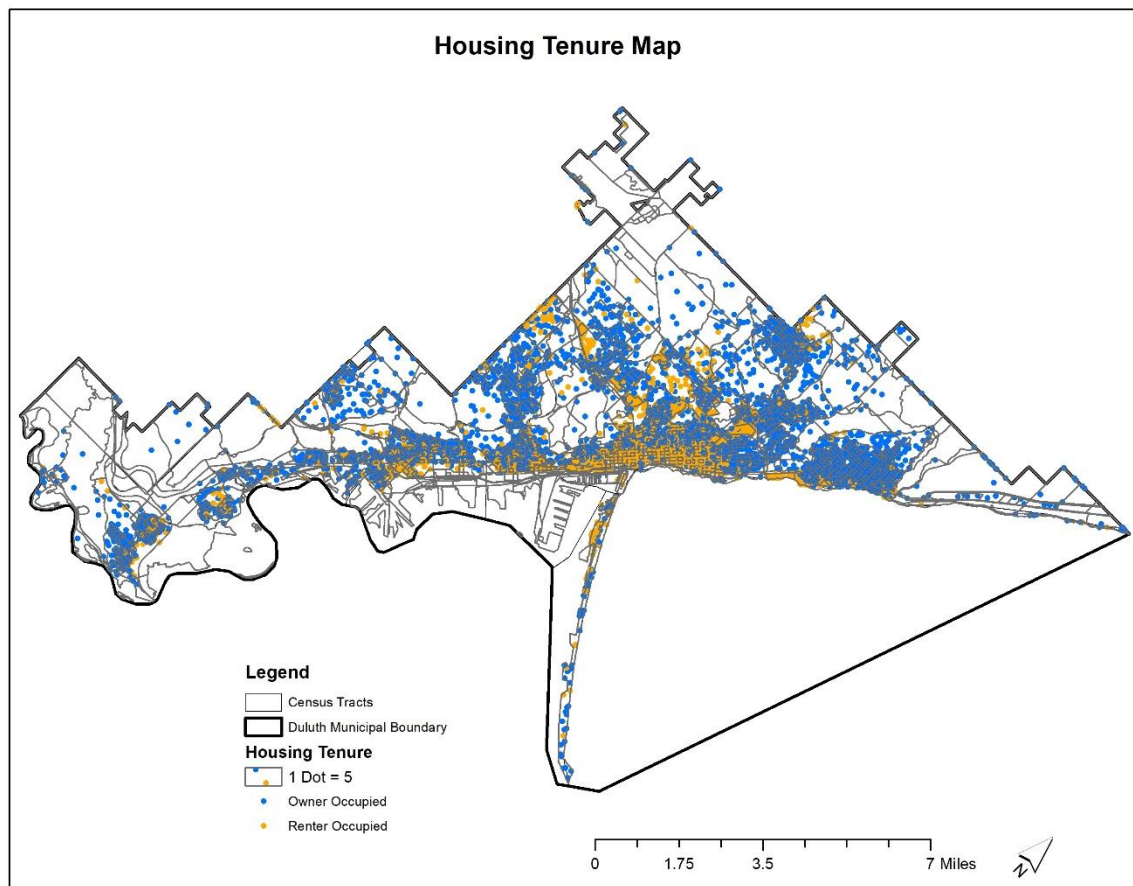 Housing Tenure Map
Legend
Census Tracts
Duluth Municipal Boundary
Housing Tenure
1 Dot = 5
Owner Occupied
Renter Occupied
0 1.75 3.5 7 Miles
N